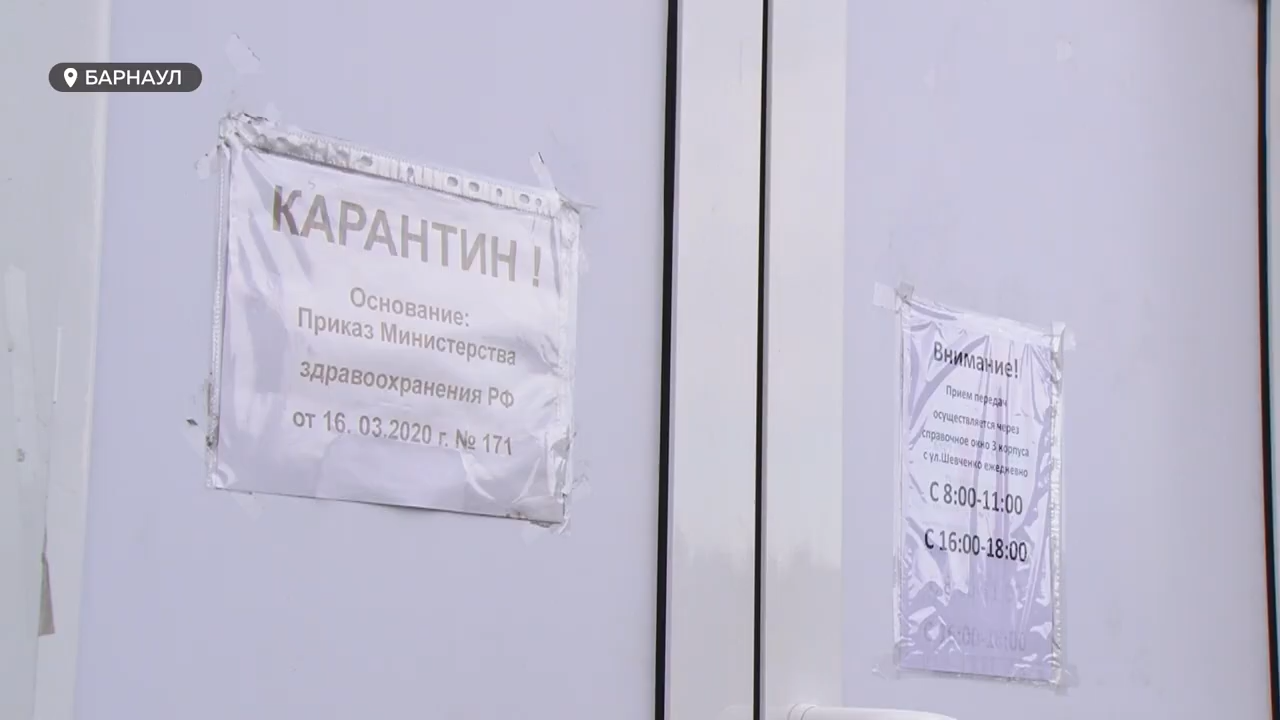 БАРНАУЛ
КАРАНТИН !
Основание:
Приказ Министерства
здравоохранения РФ
от 16. 03.2020 г. № 171
Внимание!
Прием передач
осуществляется через
справочное окно 3 корпуса
с ул.Шевченко ежедневно
С 8:00-11:00
С 16:00-18:00